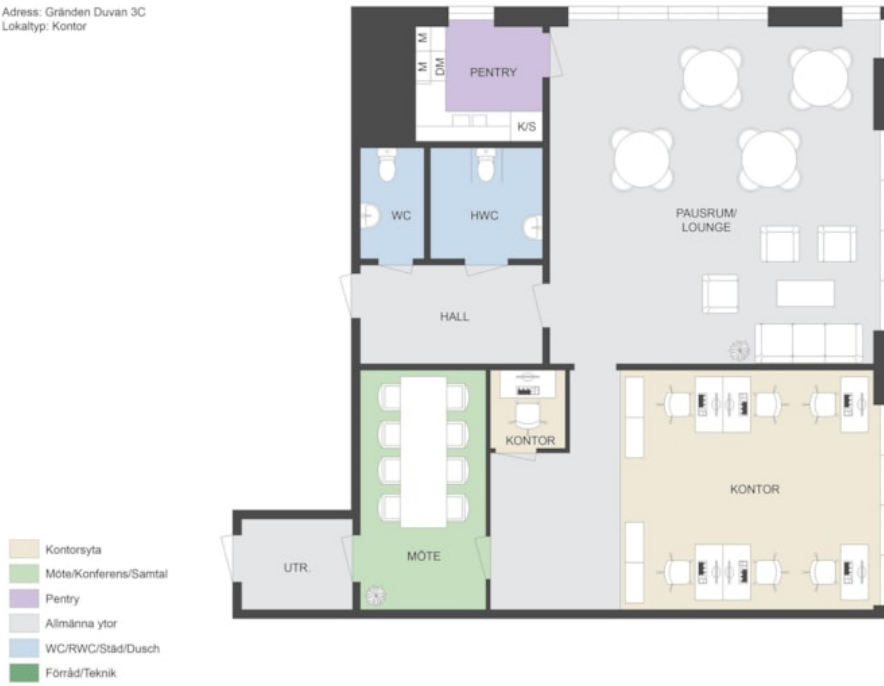 Adress: Gränden Duvan 3C
Lokaltyp: Kontor
M
M
DM
PENTRY
K/S
WC
HWC
PAUSRUM/
LOUNGE
HALL
KONTOR
KONTOR
MÖTE
UTR.
Kontorsyta
Möte/Konferens/Samtal
Pentry
Allmänna ytor
WC/RWC/Städ/Dusch
Förråd/Teknik